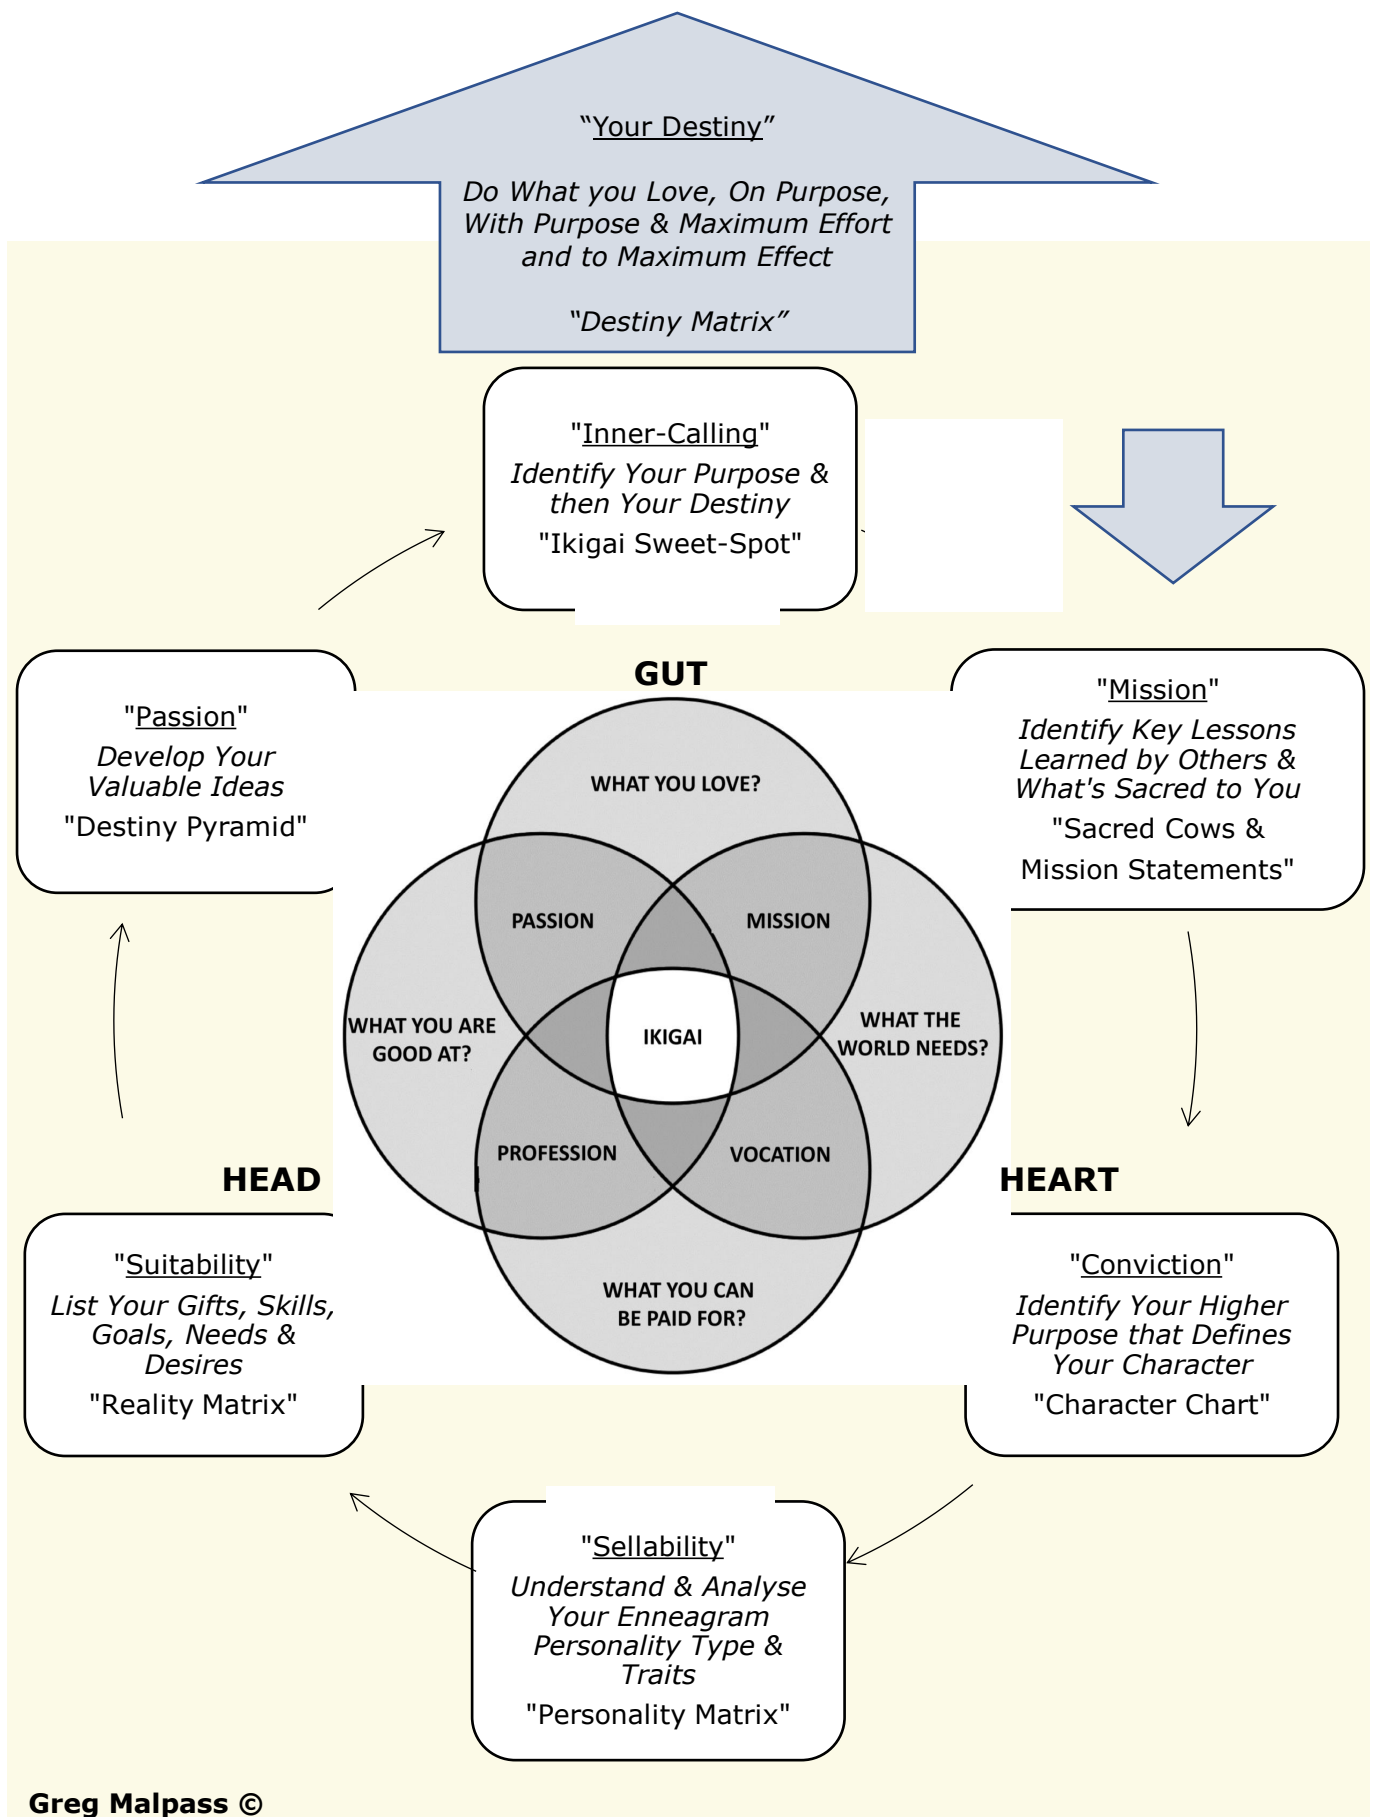 “Your Destiny”
Do What you Love, On Purpose,
With Purpose & Maximum Effort
and to Maximum Effect
“Destiny Matrix”
"Inner-Calling"
Identify Your Purpose &
then Your Destiny
"Ikigai Sweet-Spot"
GUT
"Passion"
Develop Your
Valuable Ideas
"Destiny Pyramid"
"Mission"
Identify Key Lessons
Learned by Others &
What's Sacred to You
"Sacred Cows &
Mission Statements"
WHAT YOU LOVE?
PASSION
MISSION
WHAT YOU ARE
GOOD AT?
IKIGAI
WHAT THE
WORLD NEEDS?
PROFESSION
VOCATION
WHAT YOU CAN
BE PAID FOR?
HEAD
HEART
"Suitability"
List Your Gifts, Skills,
Goals, Needs &
Desires
"Reality Matrix"
"Conviction"
Identify Your Higher
Purpose that Defines
Your Character
"Character Chart"
"Sellability"
Understand & Analyse
Your Enneagram
Personality Type &
Traits
"Personality Matrix"
Greg Malpass ©